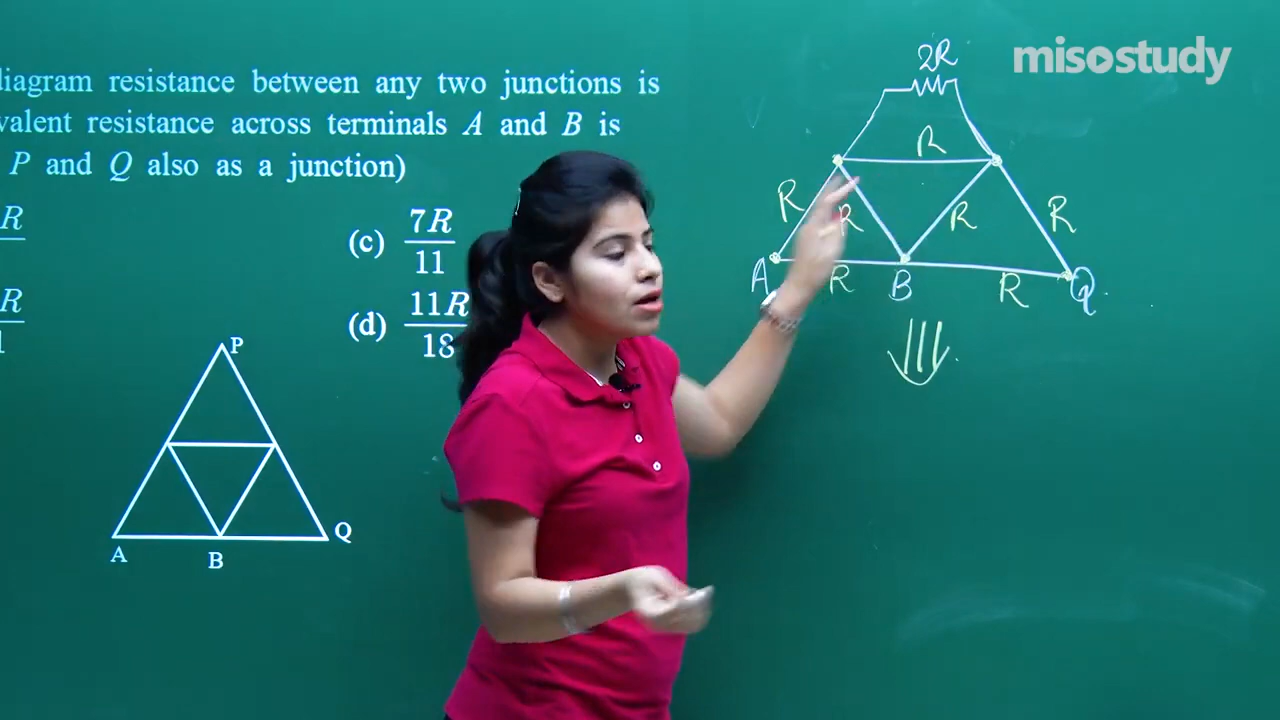 misostudy
diagram resistance between any two junctions is
valent resistance across terminals A and B is
P and Q also as a junction)
R
(c) 7R
11
R
1
(d) 11R
18
P
A
B
Q
2R
R
R
R
R
R
A
R
B
R
Q